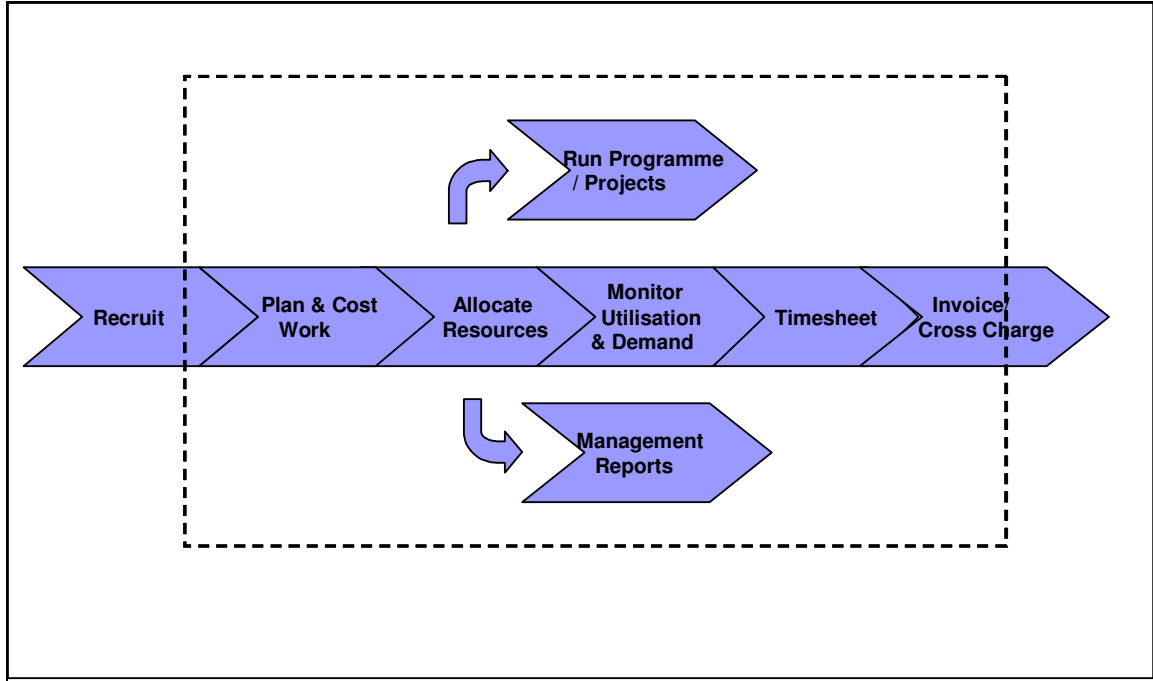 Run Programme
/ Projects
Recruit
Plan & Cost
Work
Allocate
Resources
Monitor
Utilisation
& Demand
Timesheet
Invoice/
Cross Charge
Management
Reports